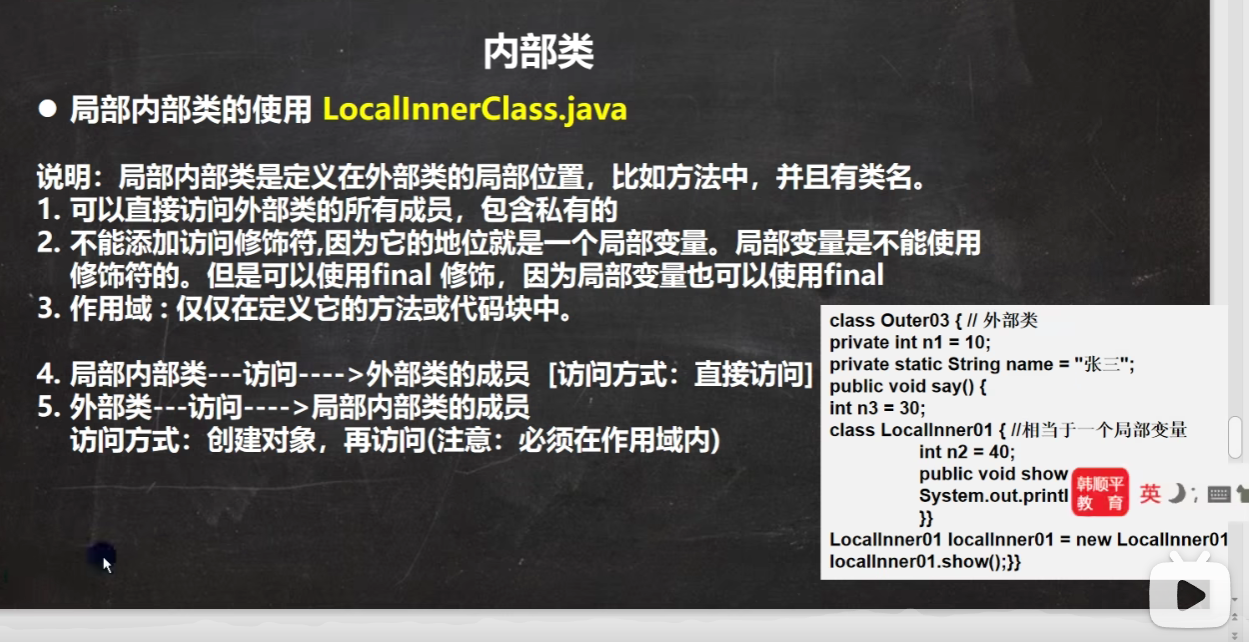 内部类
● 局部内部类的使用 LocalInnerClass.java
说明：局部内部类是定义在外部类的局部位置，比如方法中，并且有类名。
1. 可以直接访问外部类的所有成员，包含私有的
2. 不能添加访问修饰符,因为它的地位就是一个局部变量。局部变量是不能使用
修饰符的。但是可以使用final 修饰，因为局部变量也可以使用final
3. 作用域 : 仅仅在定义它的方法或代码块中。
4. 局部内部类---访问---->外部类的成员 [访问方式：直接访问]
5. 外部类---访问---->局部内部类的成员
访问方式：创建对象，再访问(注意：必须在作用域内)
class Outer03 { // 外部类
private int n1 = 10;
private static String name = "张三";
public void say() {
int n3 = 30;
class LocalInner01 { //相当于一个局部变量
int n2 = 40;
public void show
System.out.printl
}}
LocalInner01 localInner01 = new LocalInner01
localInner01.show();}}
韩顺平
教 育
英